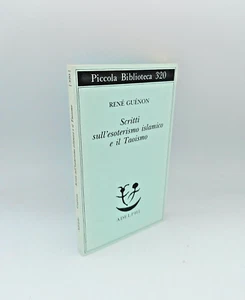 Piccola Biblioteca 320
RENÉ GUÉNON
Scritti
sull'esoterismo islamico
e il Taoismo
ADELPHI